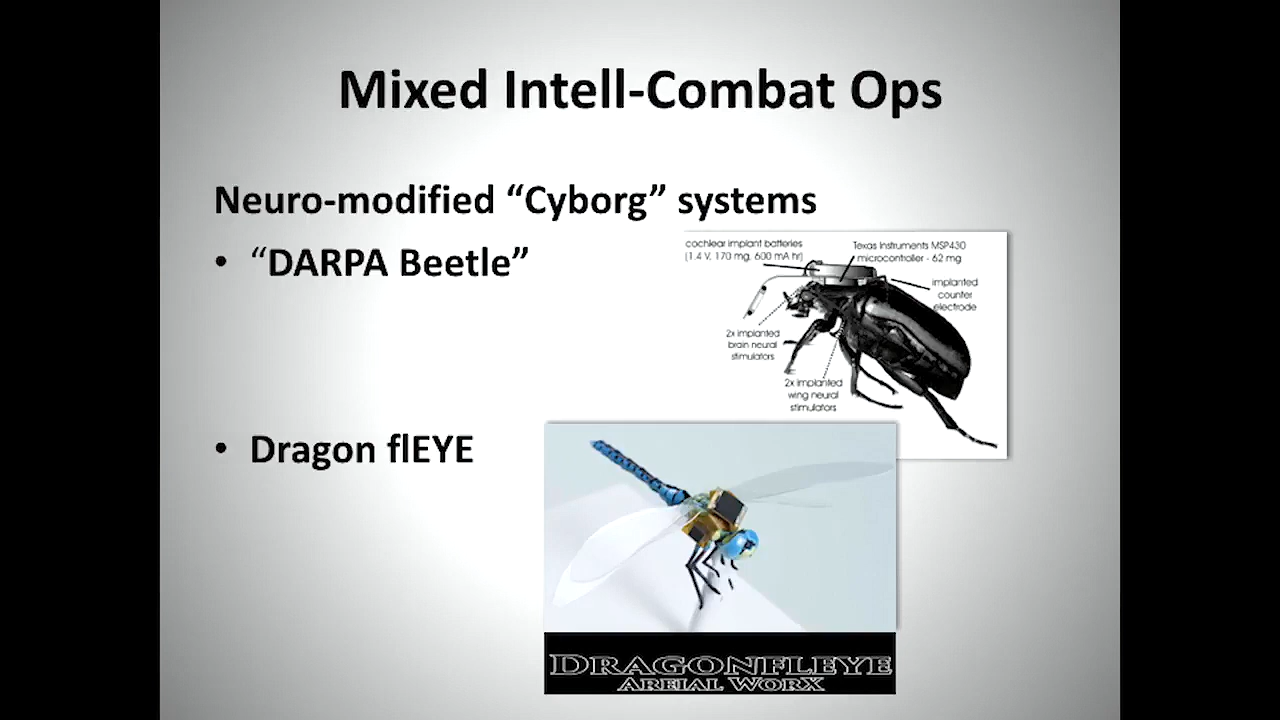 Mixed Intell-Combat Ops
Neuro-modified “Cyborg” systems
• “DARPA Beetle”
cochlear implant batteries
(1.4 V, 170 mg, 600 mA hr)
Texas Instruments MSP430
microcontroller - 62 mg
implanted
counter
electrode
2x implanted
brain neural
stimulators
2x implanted
wing neural
stimulators
• Dragon flEYE
DRAGONFLEYE
AREIAL WORX